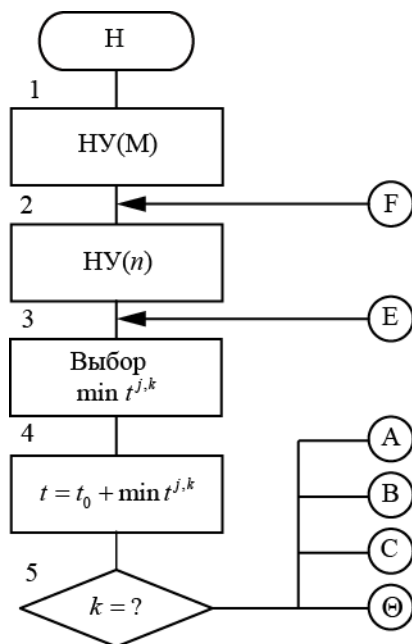 Н
1
НУ(М)
2
F
НУ(n)
3
E
Выбор
min t^{j,k}
4
A
t = t_0 + min t^{j,k}
B
C
5
k = ?
Θ